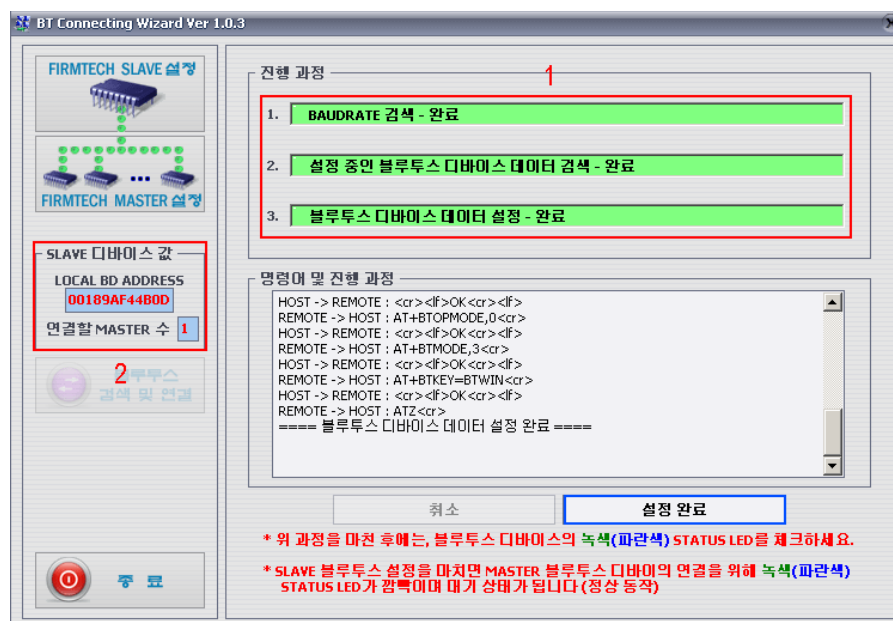 BT Connecting Wizard Ver 1.0.3
FIRMTECH SLAVE 설정
FIRMTECH MASTER 설정
SLAVE 디바이스 값
LOCAL BD ADDRESS
00189AF44B0D
연결할 MASTER 수 1
2
블루투스
검색 및 연결
종 료
진행 과정
1
1. BAUDRATE 검색 - 완료
2. 설정 중인 블루투스 디바이스 데이터 검색 - 완료
3. 블루투스 디바이스 데이터 설정 - 완료
명령어 및 진행 과정
HOST -> REMOTE : <cr><lf>OK<cr><lf>
REMOTE -> HOST : AT+BTOPMODE,0<cr>
HOST -> REMOTE : <cr><lf>OK<cr><lf>
REMOTE -> HOST : AT+BTMODE,3<cr>
HOST -> REMOTE : <cr><lf>OK<cr><lf>
REMOTE -> HOST : AT+BTKEY=BTWIN<cr>
HOST -> REMOTE : <cr><lf>OK<cr><lf>
REMOTE -> HOST : ATZ<cr>
==== 블루투스 디바이스 데이터 설정 완료 ====
취소
설정 완료
* 위 과정을 마친 후에는, 블루투스 디바이스의 녹색(파란색) STATUS LED를 체크하세요.
* SLAVE 블루투스 설정을 마치면 MASTER 블루투스 디바이의 연결을 위해 녹색(파란색)
STATUS LED가 깜빡이며 대기 상태가 됩니다 (정상 동작)